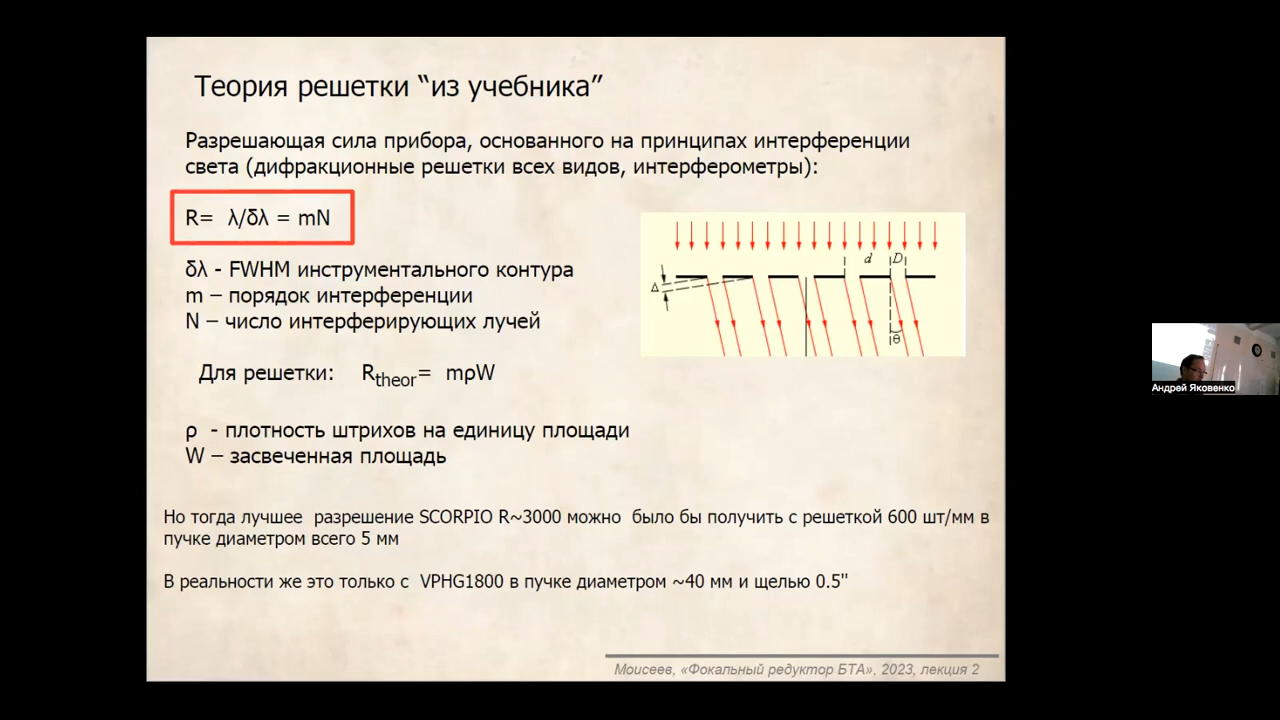 Теория решетки “из учебника”
Разрешающая сила прибора, основанного на принципах интерференции
света (дифракционные решетки всех видов, интерферометры):
R= λ/δλ = mN
δλ - FWHM инструментального контура
m – порядок интерференции
N – число интерферирующих лучей
d D
Δ
θ
Для решетки: Rtheor= mρW
ρ - плотность штрихов на единицу площади
W – засвеченная площадь
Но тогда лучшее разрешение SCORPIO R~3000 можно было бы получить с решеткой 600 шт/мм в
пучке диаметром всего 5 мм
В реальности же это только с VPHG1800 в пучке диаметром ~40 мм и щелью 0.5"
Моисеев, «Фокальный редуктор БТА», 2023, лекция 2
Андрей Яковенко